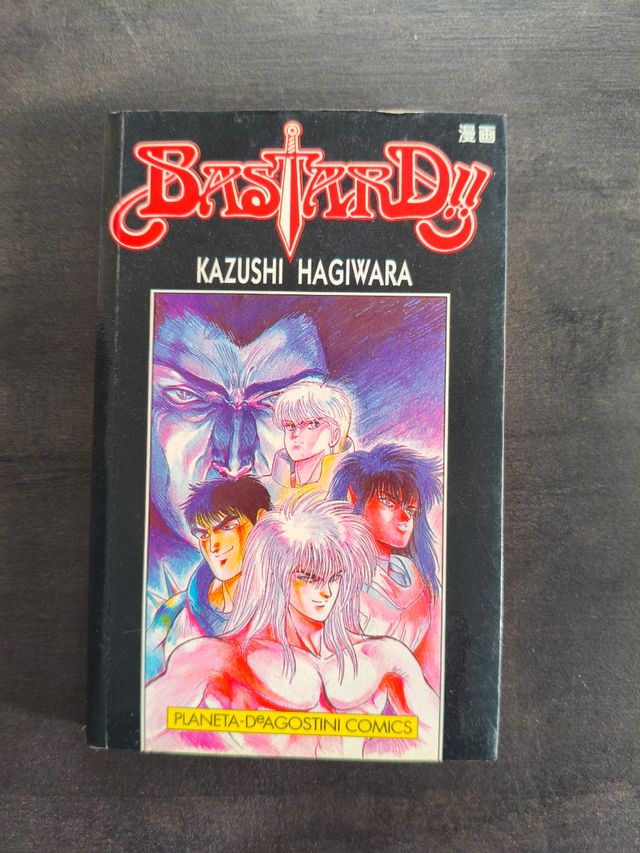 漫画
BASTARD!!
KAZUSHI HAGIWARA
PLANETA-DeAGOSTINI COMICS